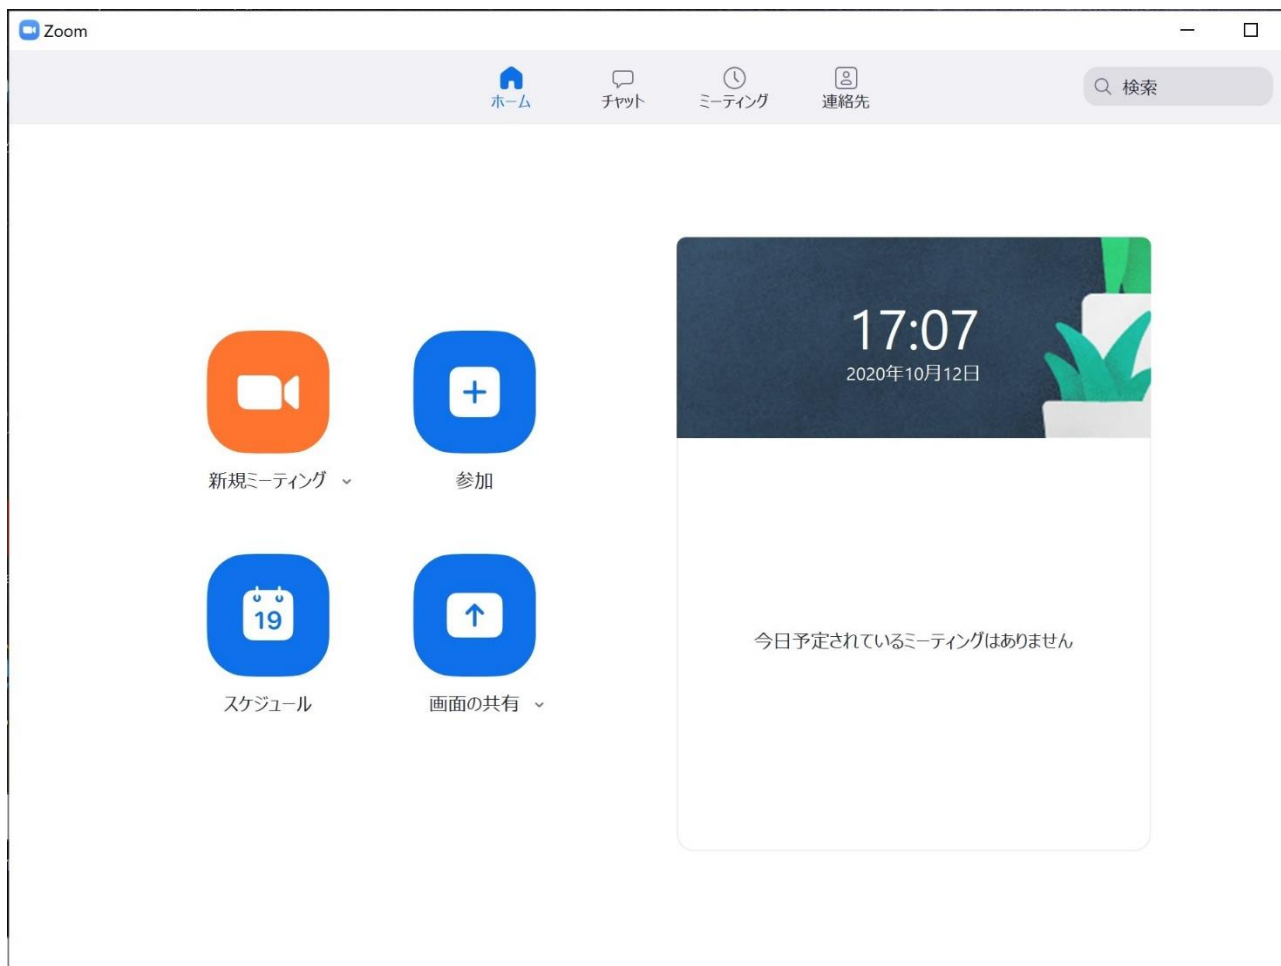 Zoom
ホーム
チャット
ミーティング
連絡先
検索
17:07
2020年10月12日
新規ミーティング
参加
19
スケジュール
画面の共有
今日予定されているミーティングはありません